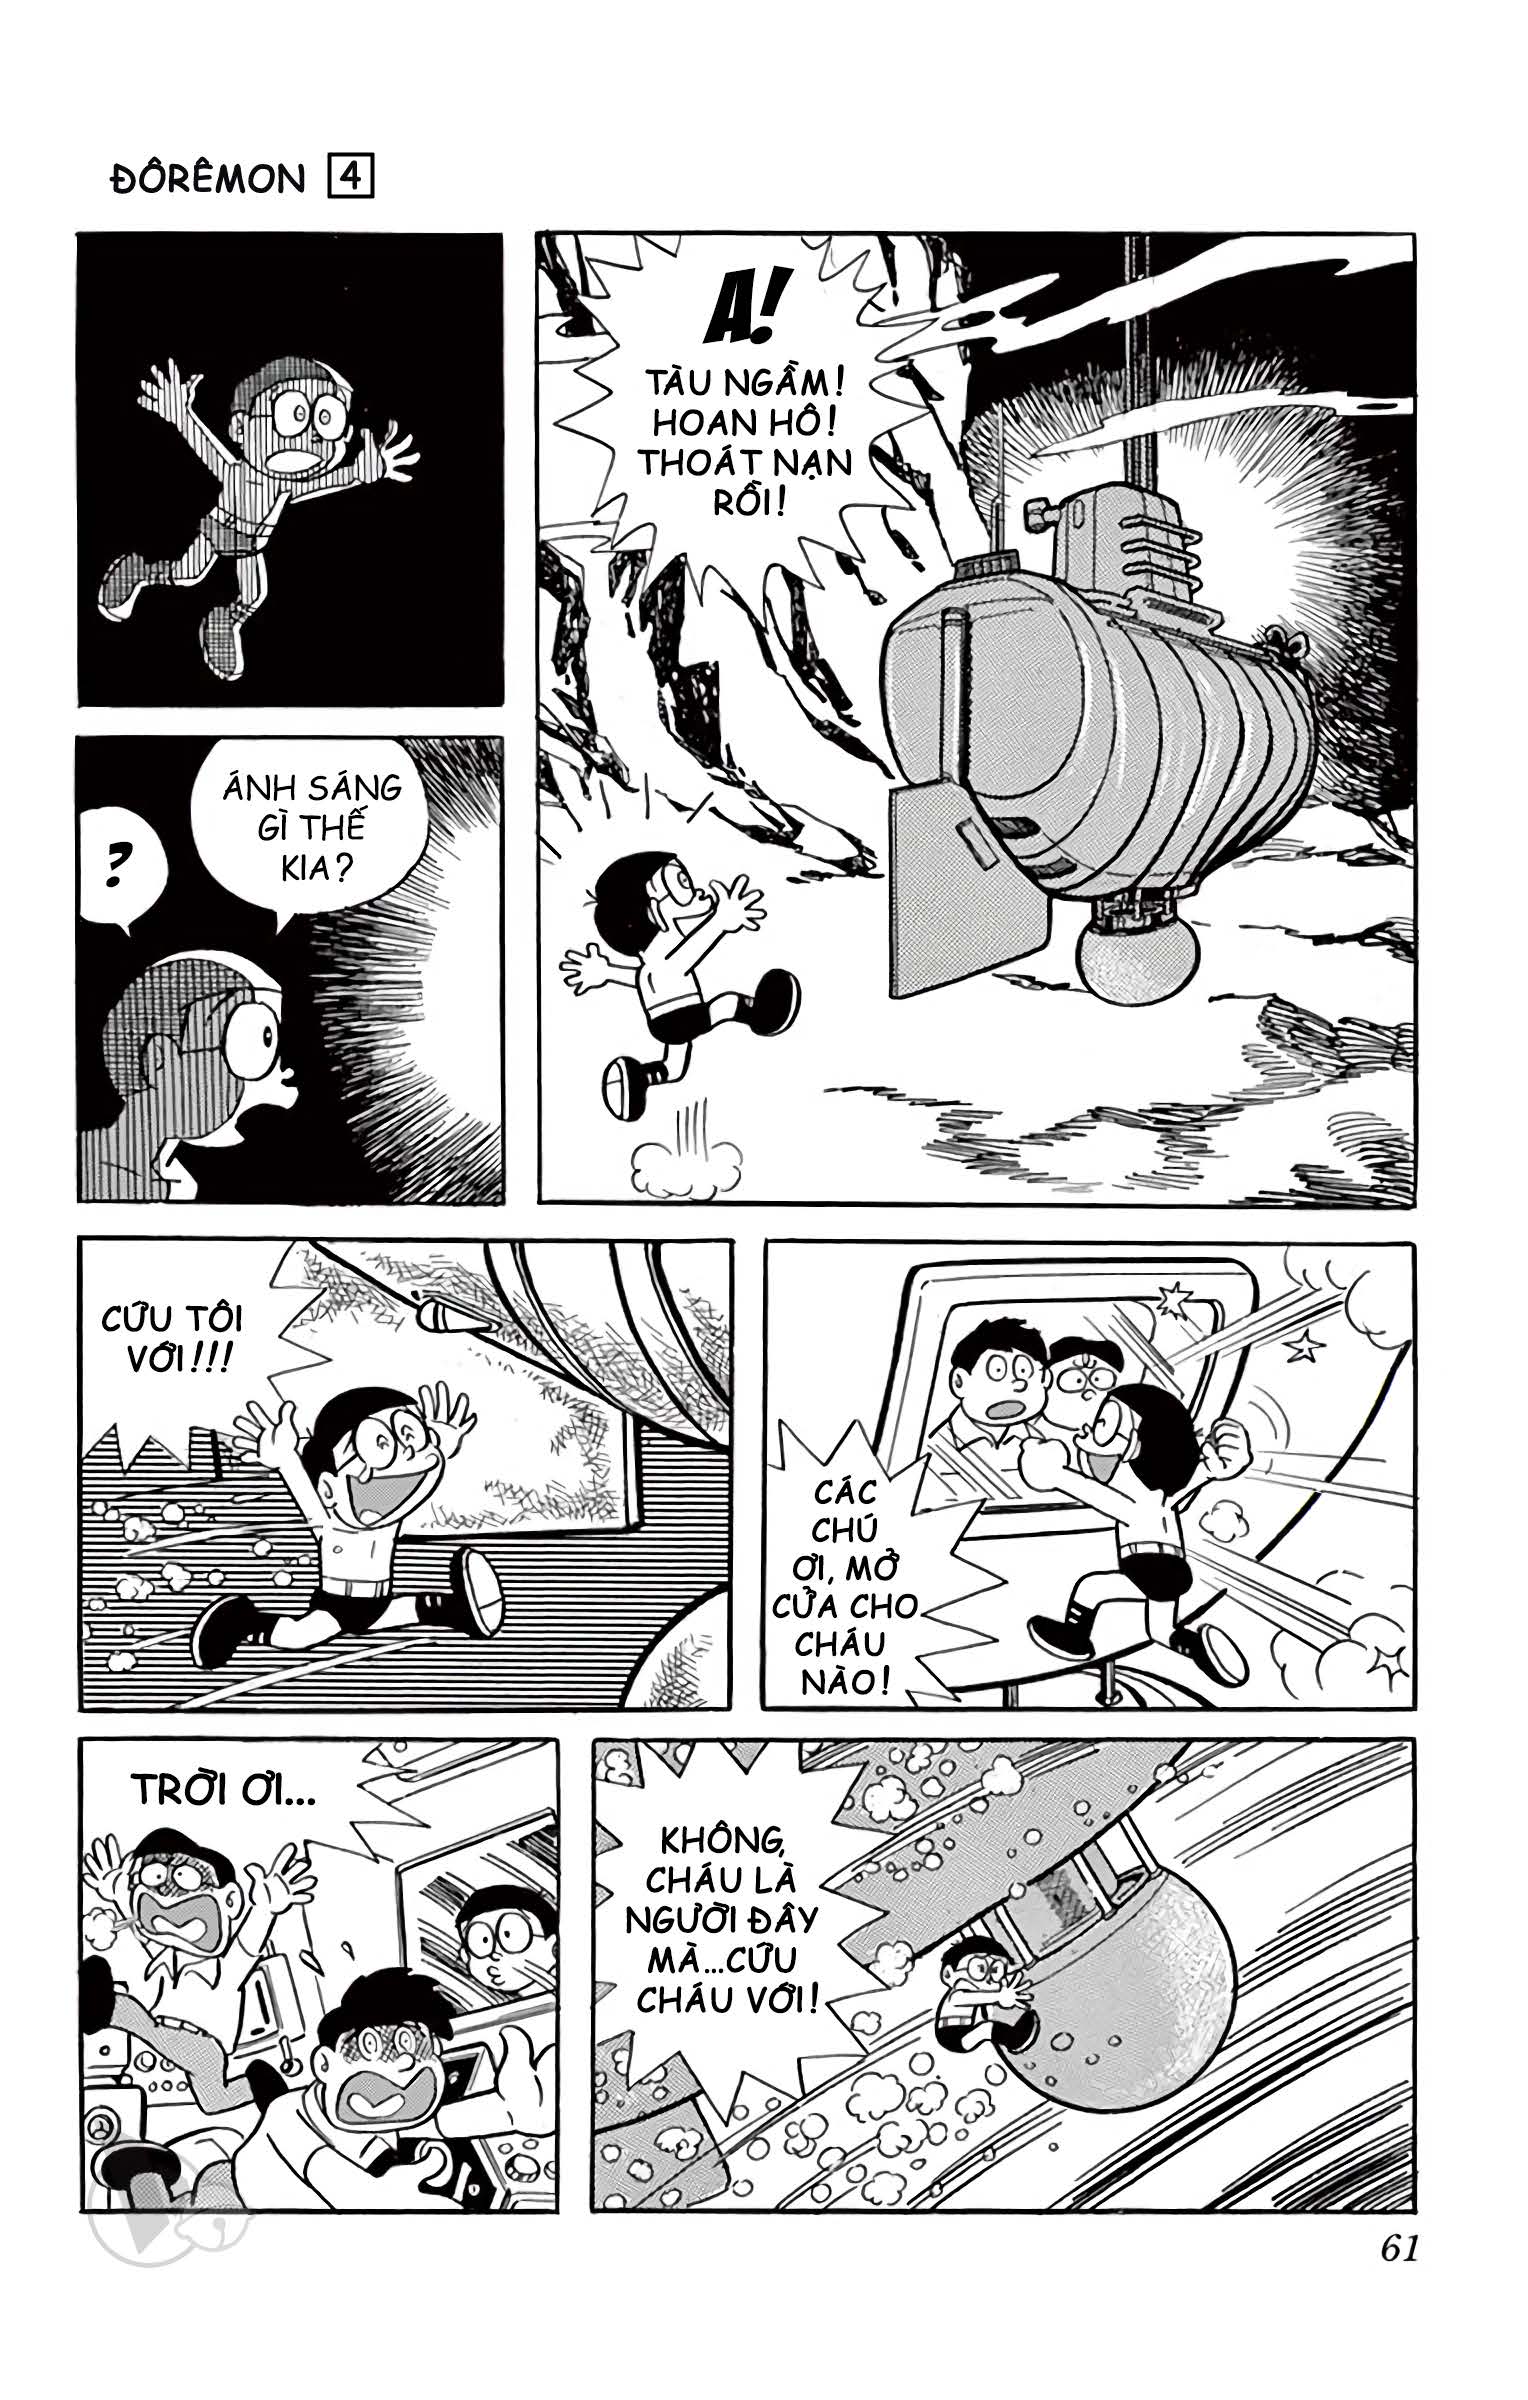 ĐÔRÊMON 4
?
ÁNH SÁNG
GÌ THẾ
KIA?
A!
TÀU NGẦM!
HOAN HÔ!
THOÁT NẠN
RỒI!
CỨU TÔI
VỚI!!!
CÁC
CHÚ
ƠI, MỞ
CỬA CHO
CHÁU
NÀO!
TRỜI ƠI...
KHÔNG,
CHÁU LÀ
NGƯỜI ĐÂY
MÀ...CỨU
CHÁU VỚI!
61